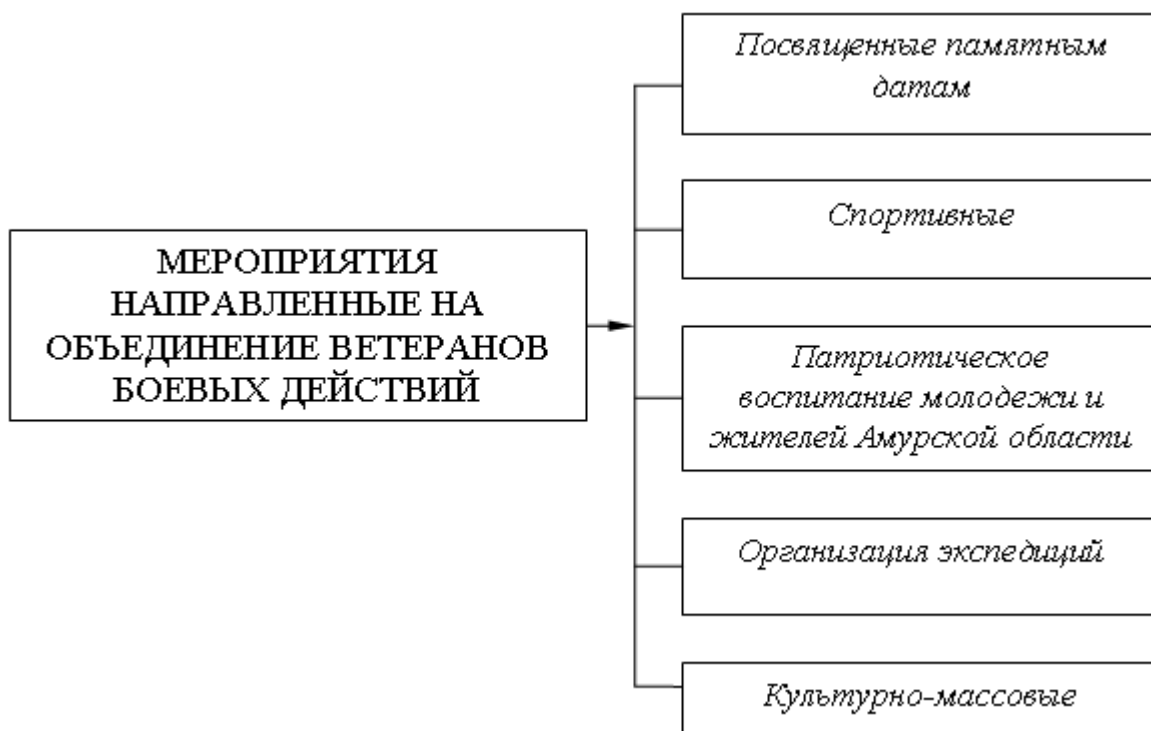 МЕРОПРИЯТИЯ
НАПРАВЛЕННЫЕ НА
ОБЪЕДИНЕНИЕ ВЕТЕРАНОВ
БОЕВЫХ ДЕЙСТВИЙ
Посвященные памятным
датам
Спортивные
Патриотическое
воспитание молодежи и
жителей Амурской области
Организация экспедиций
Культурно-массовые